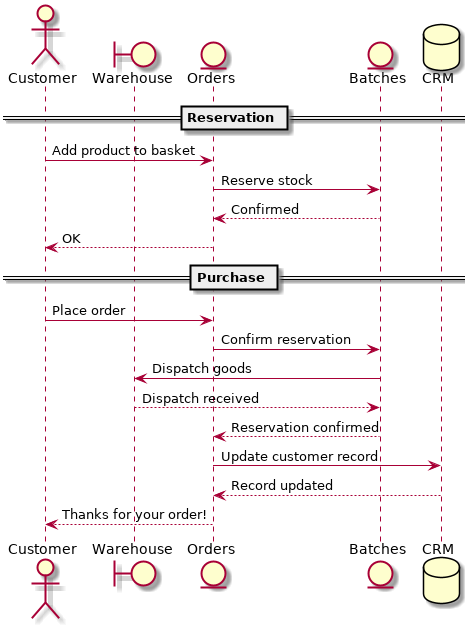 Customer Warehouse Orders Batches CRM
Reservation
Add product to basket
Reserve stock
Confirmed
OK
Purchase
Place order
Confirm reservation
Dispatch goods
Dispatch received
Reservation confirmed
Update customer record
Record updated
Thanks for your order!
Customer Warehouse Orders Batches CRM